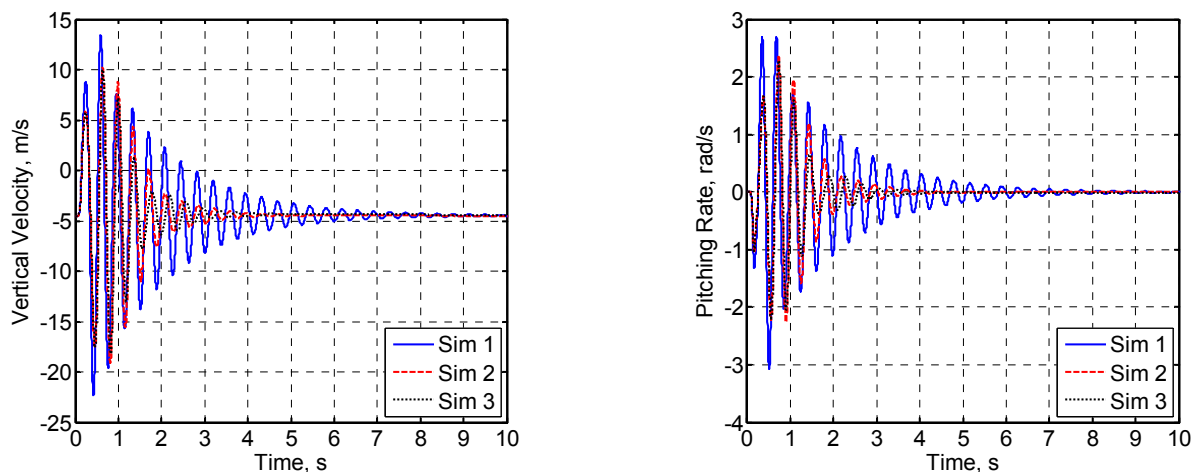 15
10
5
0
-5
-10
-15
-20
-25
Vertical Velocity, m/s
0 1 2 3 4 5 6 7 8 9 10
Time, s
Sim 1
Sim 2
Sim 3
3
2
1
0
-1
-2
-3
-4
Pitching Rate, rad/s
0 1 2 3 4 5 6 7 8 9 10
Time, s
Sim 1
Sim 2
Sim 3